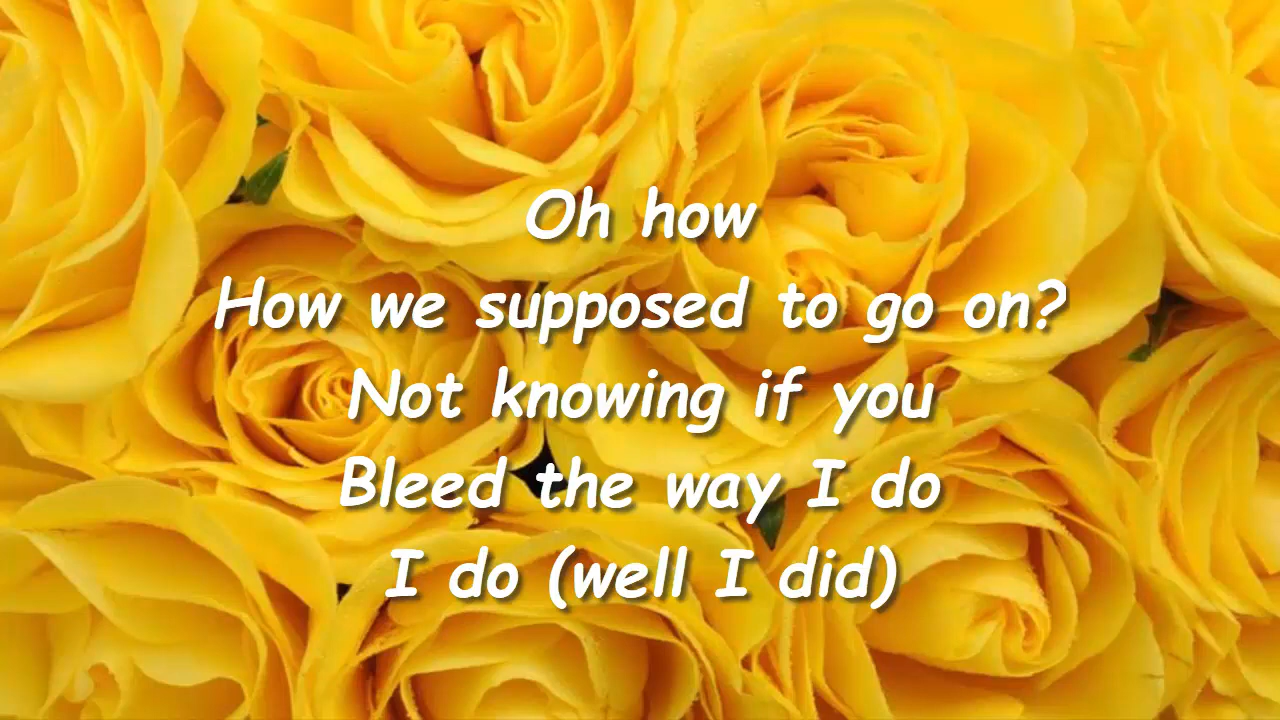 Oh how
How we supposed to go on?
Not knowing if you
Bleed the way I do
I do (well I did)